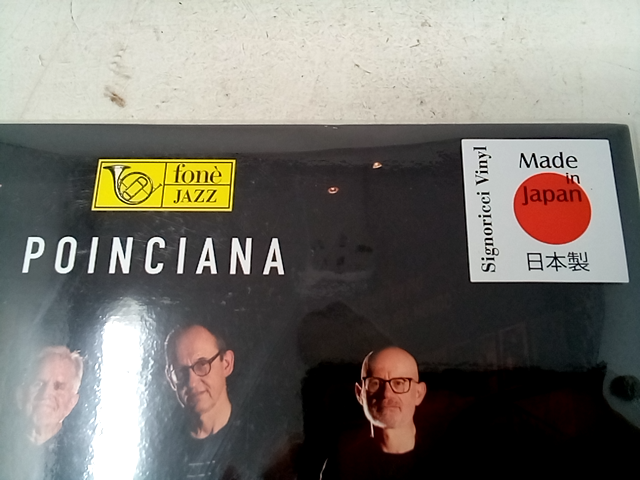 fonè
JAZZ
POINCIANA
Signoricci Vinyl
Made
in
Japan
日本製